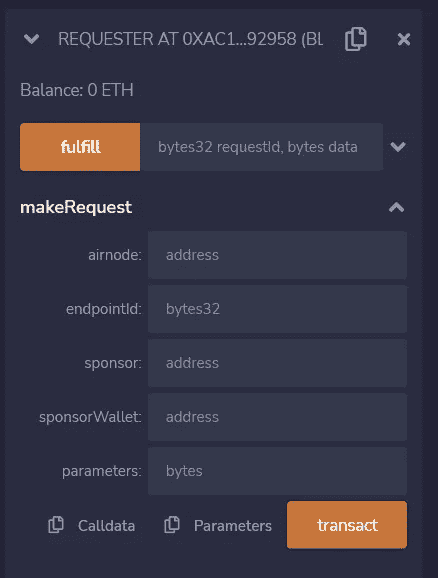 REQUESTER AT 0XAC1...92958 (BL
Balance: 0 ETH
fulfill bytes32 requestId, bytes data
makeRequest
airnode: address
endpointId: bytes32
sponsor: address
sponsorWallet: address
parameters: bytes
Calldata Parameters transact